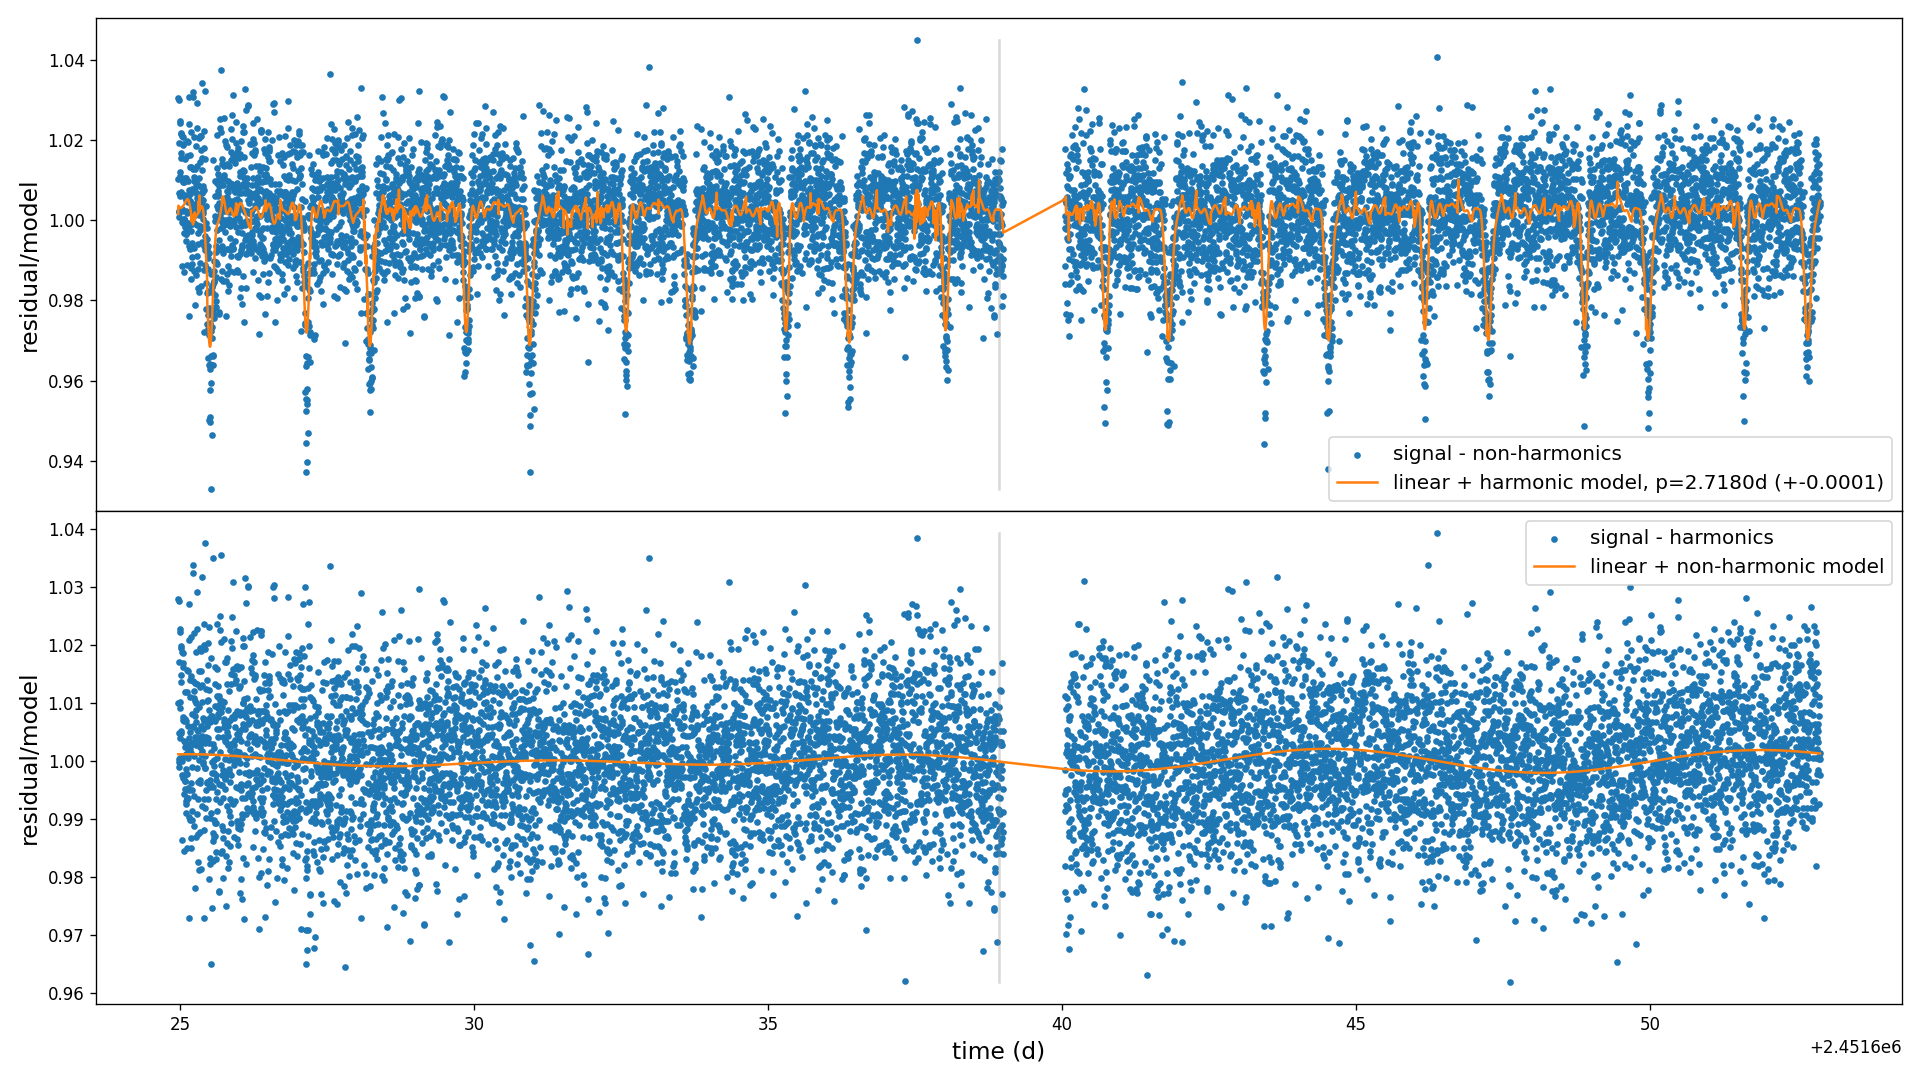 1.04
1.02
1.00
0.98
0.96
0.94
residual/model
signal - non-harmonics
linear + harmonic model, p=2.7180d (+-0.0001)
1.04
1.03
1.02
1.01
1.00
0.99
0.98
0.97
0.96
residual/model
signal - harmonics
linear + non-harmonic model
25
30
35
40
45
50
time (d)
+2.4516e6